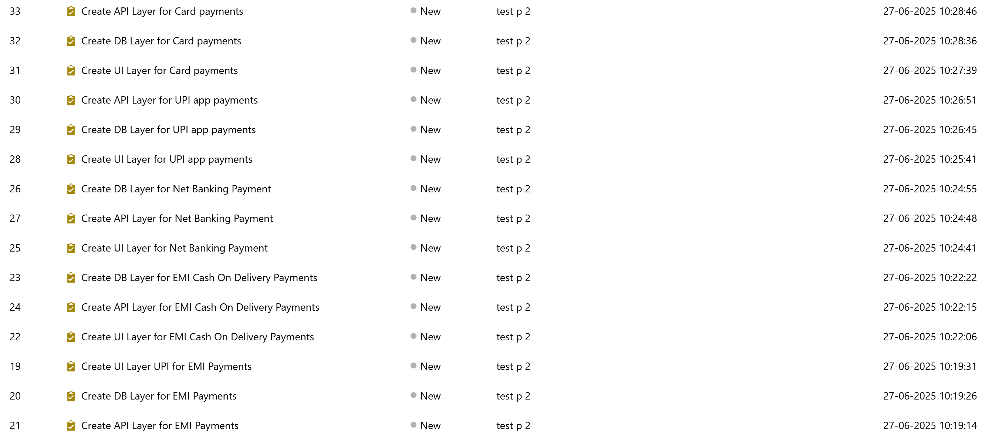 33 Create API Layer for Card payments New test p 2 27-06-2025 10:28:46
32 Create DB Layer for Card payments New test p 2 27-06-2025 10:28:36
31 Create UI Layer for Card payments New test p 2 27-06-2025 10:27:39
30 Create API Layer for UPI app payments New test p 2 27-06-2025 10:26:51
29 Create DB Layer for UPI app payments New test p 2 27-06-2025 10:26:45
28 Create UI Layer for UPI app payments New test p 2 27-06-2025 10:25:41
26 Create DB Layer for Net Banking Payment New test p 2 27-06-2025 10:24:55
27 Create API Layer for Net Banking Payment New test p 2 27-06-2025 10:24:48
25 Create UI Layer for Net Banking Payment New test p 2 27-06-2025 10:24:41
23 Create DB Layer for EMI Cash On Delivery Payments New test p 2 27-06-2025 10:22:22
24 Create API Layer for EMI Cash On Delivery Payments New test p 2 27-06-2025 10:22:15
22 Create UI Layer for EMI Cash On Delivery Payments New test p 2 27-06-2025 10:22:06
19 Create UI Layer UPI for EMI Payments New test p 2 27-06-2025 10:19:31
20 Create DB Layer for EMI Payments New test p 2 27-06-2025 10:19:26
21 Create API Layer for EMI Payments New test p 2 27-06-2025 10:19:14